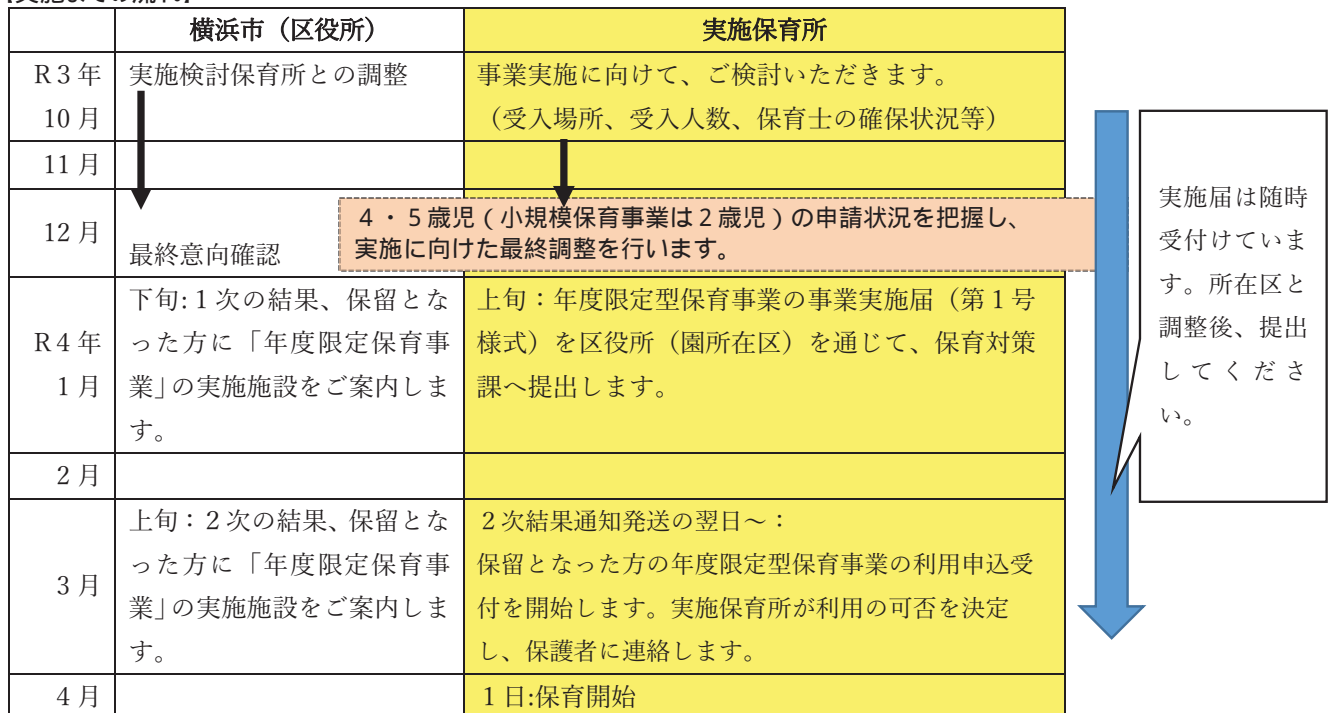 横浜市（区役所）
実施保育所
R３年
10月
実施検討保育所との調整
事業実施に向けて、ご検討いただきます。
（受入場所、受入人数、保育士の確保状況等）
11月
12月
最終意向確認
４・５歳児（小規模保育事業は２歳児）の申請状況を把握し、
実施に向けた最終調整を行います。
R４年
１月
下旬:１次の結果、保留とな
った方に「年度限定保育事
業」の実施施設をご案内しま
す。
上旬：年度限定型保育事業の事業実施届（第１号
様式）を区役所（園所在区）を通じて、保育対策
課へ提出します。
２月
３月
上旬：２次の結果、保留とな
った方に「年度限定保育事
業」の実施施設をご案内しま
す。
２次結果通知発送の翌日～：
保留となった方の年度限定型保育事業の利用申込受
付を開始します。実施保育所が利用の可否を決定
し、保護者に連絡します。
４月
１日:保育開始
実施届は随時
受付けていま
す。所在区と
調整後、提出
してくださ
い。